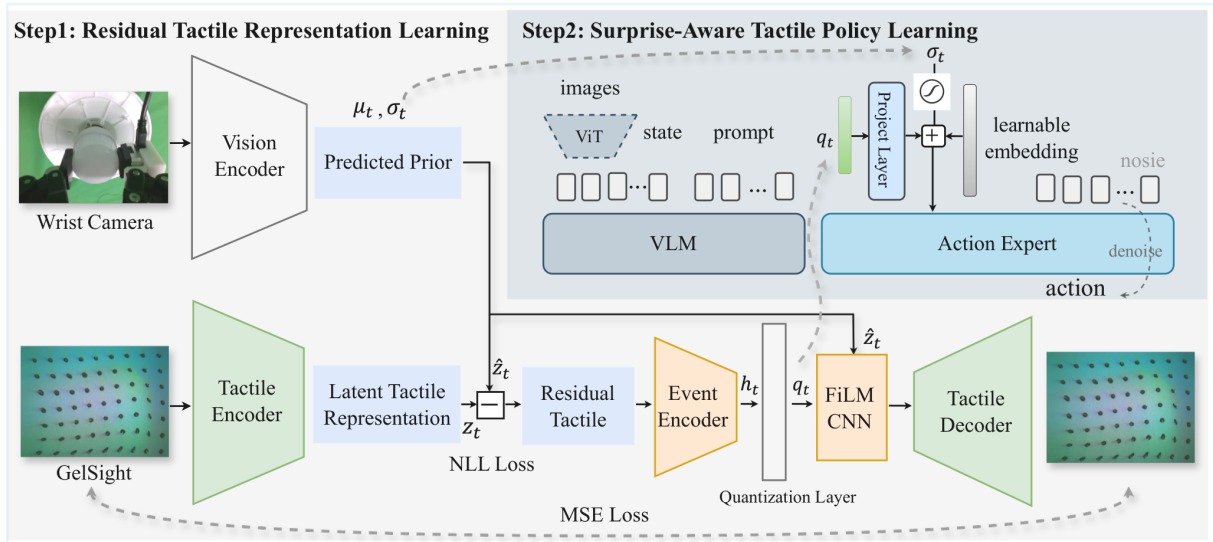 Step1: Residual Tactile Representation Learning
Step2: Surprise-Aware Tactile Policy Learning
Wrist Camera
Vision
Encoder
μt , σt
Predicted Prior
images
ViT
state
prompt
VLM
qt
Project Layer
σt
+
learnable
embedding
nosie
Action Expert
denoise
action
GelSight
Tactile
Encoder
Latent Tactile
Representation
ẑt
zt
−
NLL Loss
Residual
Tactile
Event
Encoder
ht
Quantization Layer
qt
ẑt
FiLM
CNN
Tactile
Decoder
MSE Loss